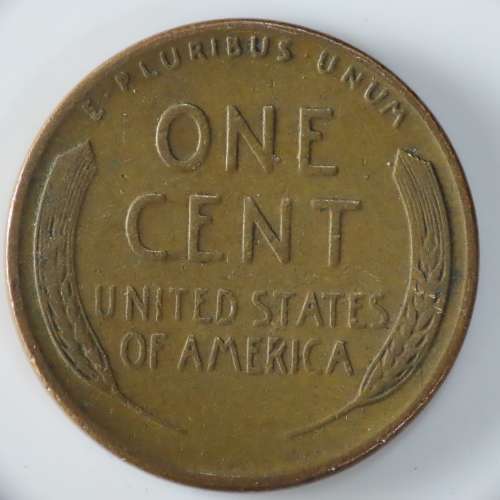 E·PLURIBUS·UNUM
ONE
CENT
UNITED STATES
OF AMERICA